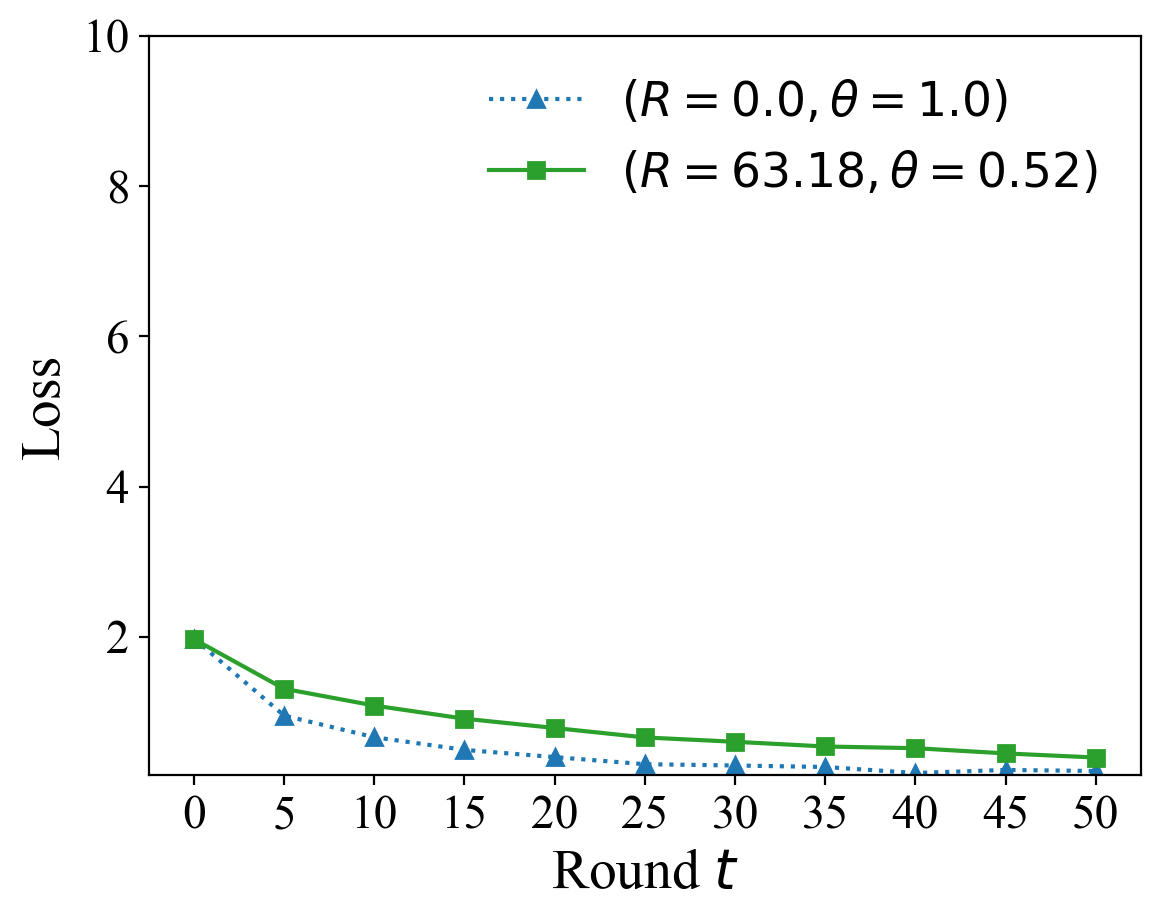 10
8
6
4
2
Loss
(R = 0.0, θ = 1.0)
(R = 63.18, θ = 0.52)
0 5 10 15 20 25 30 35 40 45 50
Round t